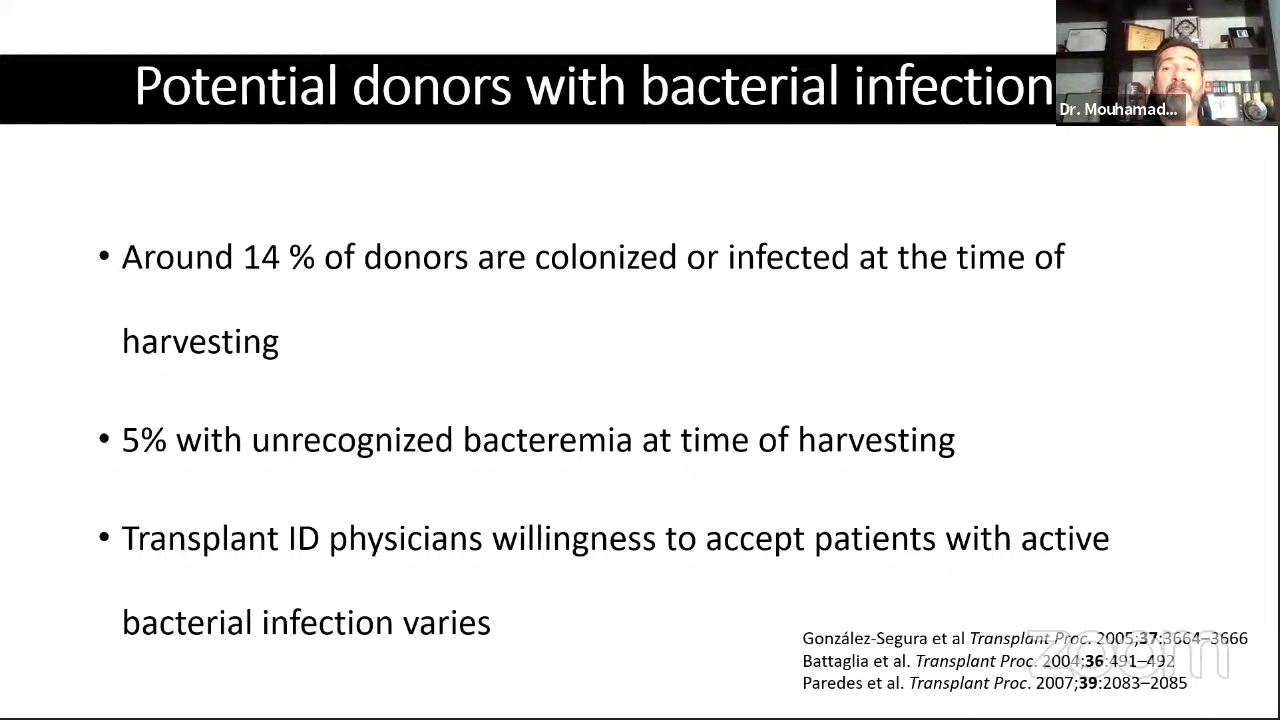 Potential donors with bacterial infection
Dr. Mouhamad...
• Around 14 % of donors are colonized or infected at the time of
harvesting
• 5% with unrecognized bacteremia at time of harvesting
• Transplant ID physicians willingness to accept patients with active
bacterial infection varies
González-Segura et al Transplant Proc. 2005;37:3664–3666
Battaglia et al. Transplant Proc. 2004;36:491–492
Paredes et al. Transplant Proc. 2007;39:2083–2085
zoom